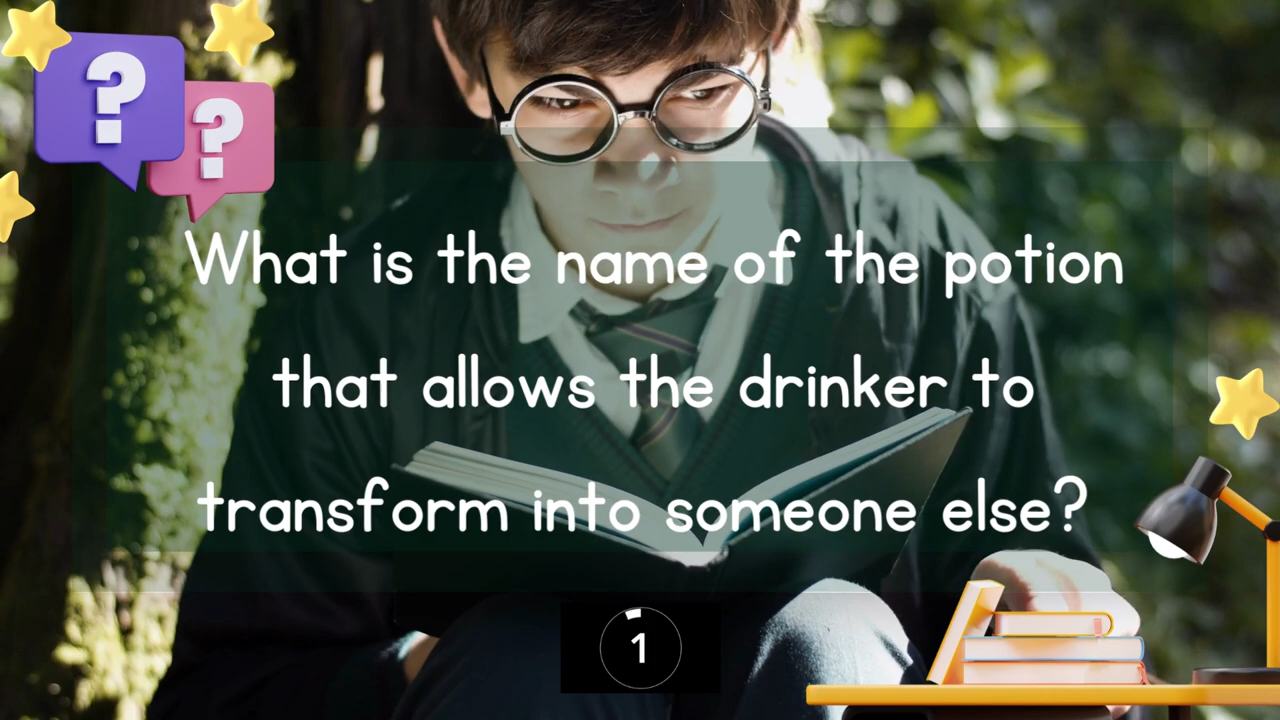 ?
?
What is the name of the potion
that allows the drinker to
transform into someone else?
1